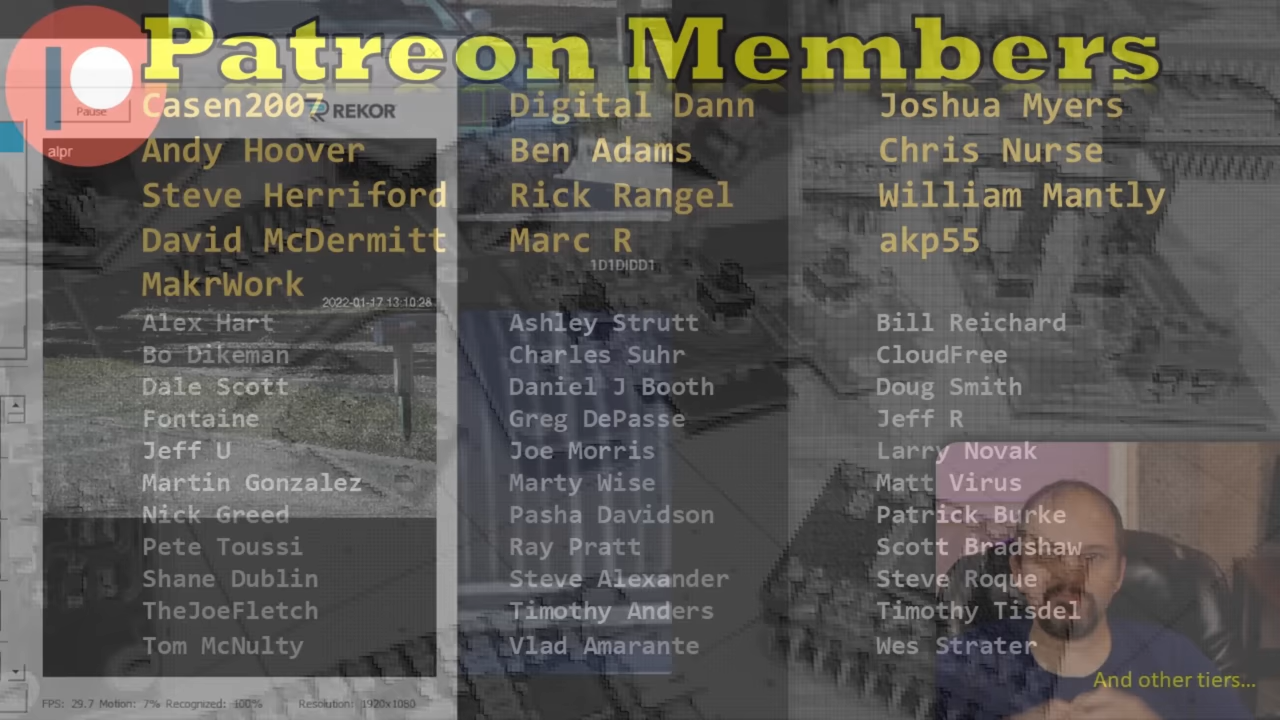 Patreon Members
Pause
REKOR
alpr
Casen2007 Digital Dann Joshua Myers
Andy Hoover Ben Adams Chris Nurse
Steve Herriford Rick Rangel William Mantly
David McDermitt Marc R akp55
1D1DIDD1
MakrWork
2022-01-17 13:10:28
Alex Hart Ashley Strutt Bill Reichard
Bo Dikeman Charles Suhr CloudFree
Dale Scott Daniel J Booth Doug Smith
Fontaine Greg DePasse Jeff R
Jeff U Joe Morris Larry Novak
Martin Gonzalez Marty Wise Matt Virus
Nick Greed Pasha Davidson Patrick Burke
Pete Toussi Ray Pratt Scott Bradshaw
Shane Dublin Steve Alexander Steve Roque
TheJoeFletch Timothy Anders Timothy Tisdel
Tom McNulty Vlad Amarante Wes Strater
And other tiers...
FPS: 29.7 Motion: 7% Recognized: 100% Resolution: 1920x1080